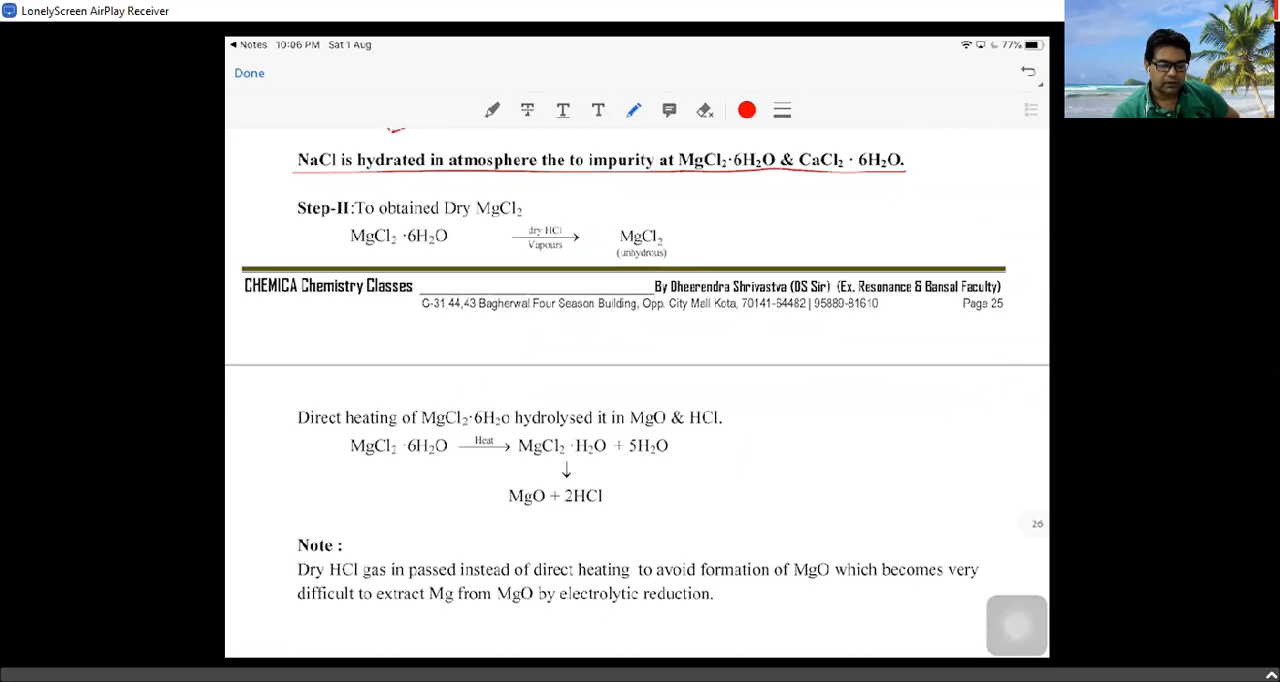 LonelyScreen AirPlay Receiver
Notes 10:06 PM Sat 1 Aug 77%
Done
NaCl is hydrated in atmosphere the to impurity at MgCl₂·6H₂O & CaCl₂ · 6H₂O.
Step-II:To obtained Dry MgCl₂
MgCl₂ ·6H₂O dry HCl Vapours → MgCl₂
(unhydrous)
CHEMICA Chemistry Classes By Dheerendra Shrivastva (DS Sir) (Ex. Resonance & Bansal Faculty)
G-31,44,43 Bagherwal Four Season Building, Opp. City Mall Kota, 70141-64482 | 95889-81610 Page 25
Direct heating of MgCl₂·6H₂o hydrolysed it in MgO & HCl.
MgCl₂ ·6H₂O Heat → MgCl₂ ·H₂O + 5H₂O
↓
MgO + 2HCl
26
Note :
Dry HCl gas in passed instead of direct heating to avoid formation of MgO which becomes very
difficult to extract Mg from MgO by electrolytic reduction.